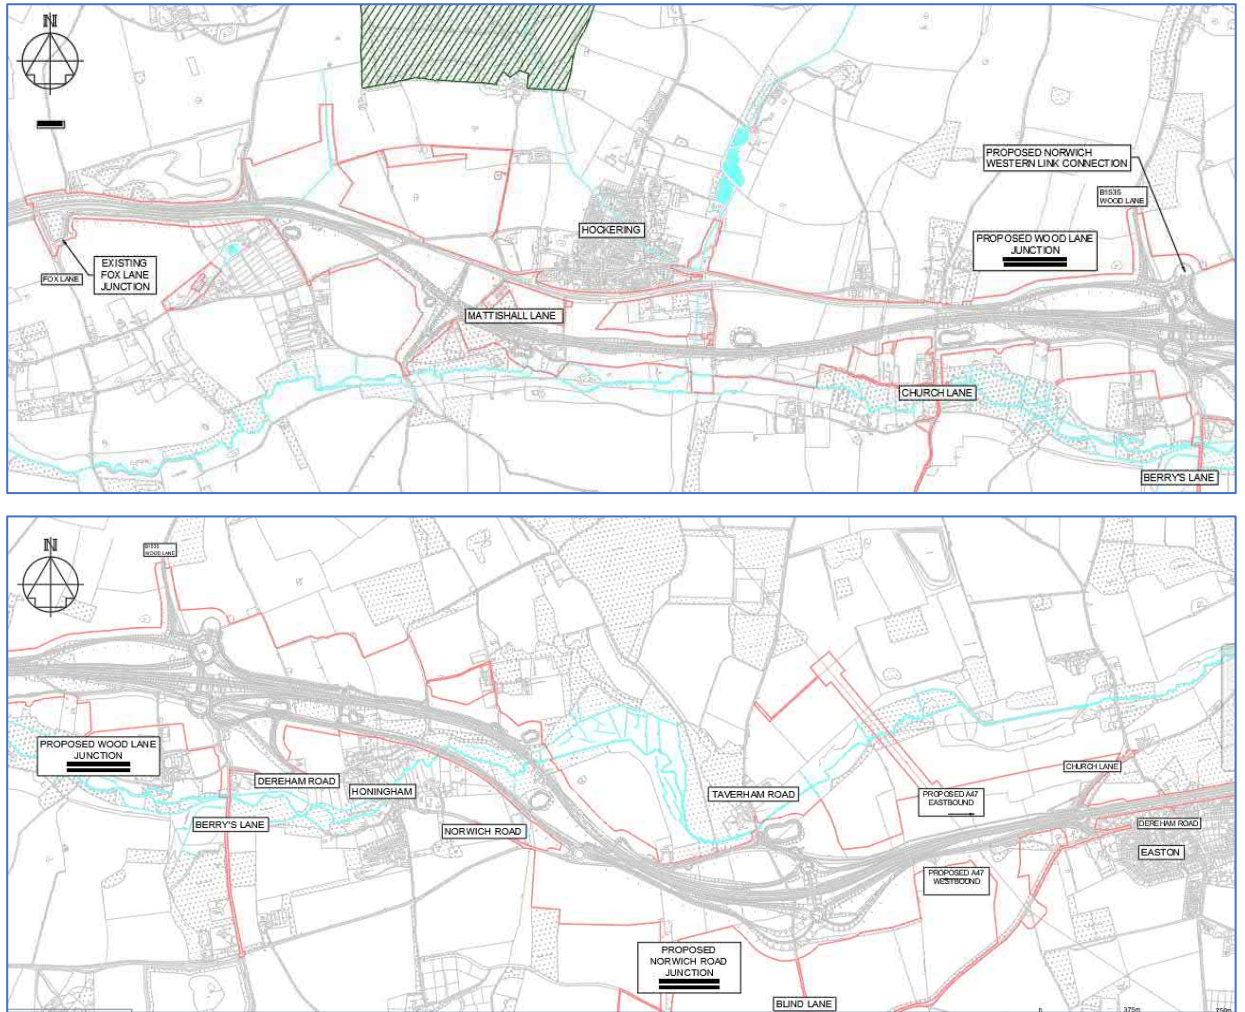 N
PROPOSED NORWICH
WESTERN LINK CONNECTION
B1535
WOOD LANE
HOCKERING
PROPOSED WOOD LANE
JUNCTION
EXISTING
FOX LANE
JUNCTION
FOX LANE
MATTISHALL LANE
CHURCH LANE
BERRY'S LANE
N
B1535
WOOD LANE
PROPOSED WOOD LANE
JUNCTION
DEREHAM ROAD
HONINGHAM
BERRY'S LANE
NORWICH ROAD
TAVERHAM ROAD
CHURCH LANE
PROPOSED A47
EASTBOUND
DEREHAM ROAD
EASTON
PROPOSED A47
WESTBOUND
PROPOSED
NORWICH ROAD
JUNCTION
BLIND LANE
0 375m 750m